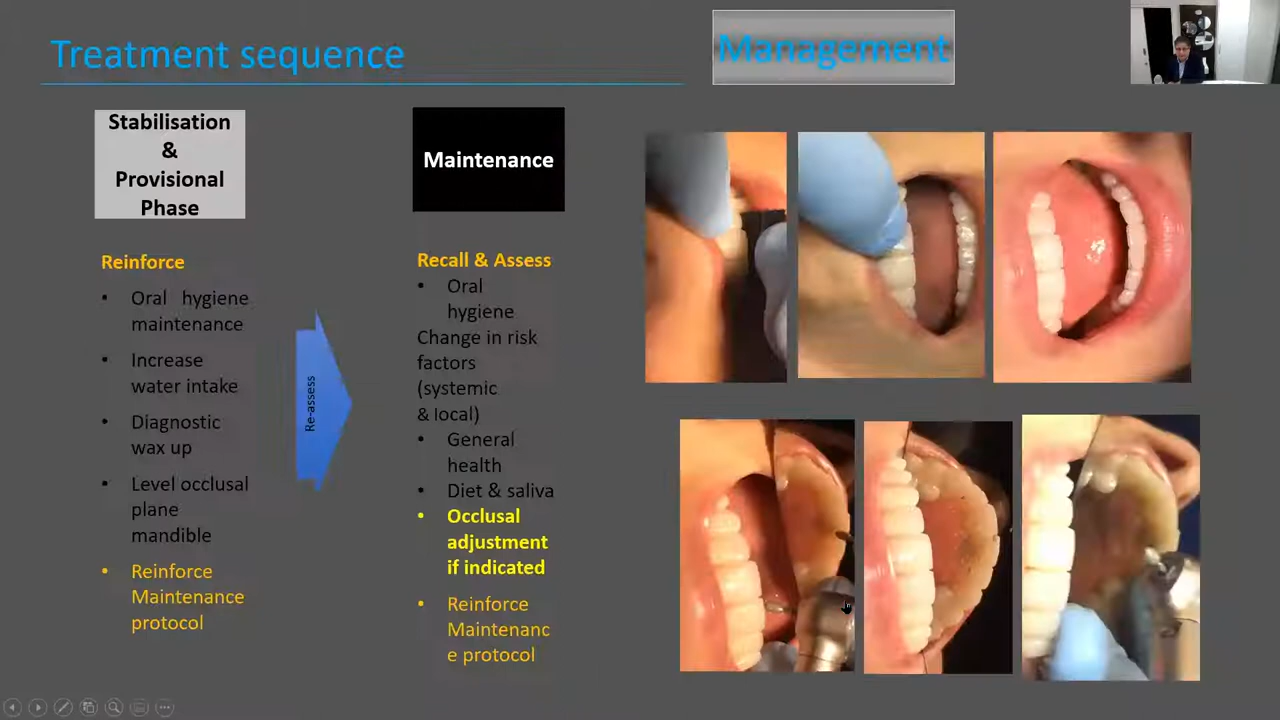 Treatment sequence
Management
Stabilisation
&
Provisional
Phase
Reinforce
• Oral hygiene
maintenance
• Increase
water intake
• Diagnostic
wax up
• Level occlusal
plane
mandible
• Reinforce
Maintenance
protocol
Re-assess
Maintenance
Recall & Assess
• Oral
hygiene
Change in risk
factors
(systemic
& local)
• General
health
• Diet & saliva
• Occlusal
adjustment
if indicated
• Reinforce
Maintenanc
e protocol